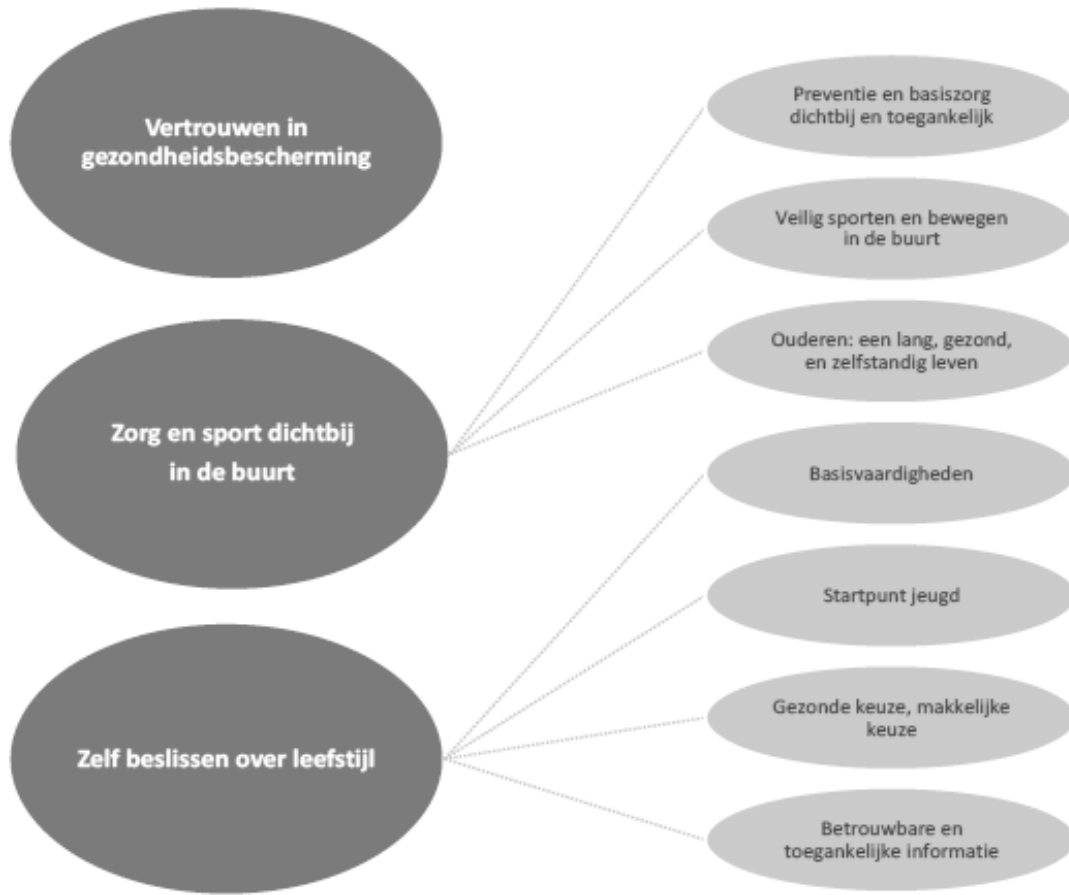 Vertrouwen in
gezondheidsbescherming
Zorg en sport dichtbij
in de buurt
Zelf beslissen over leefstijl
Preventie en basiszorg
dichtbij en toegankelijk
Veilig sporten en bewegen
in de buurt
Ouderen: een lang, gezond,
en zelfstandig leven
Basisvaardigheden
Startpunt jeugd
Gezonde keuze, makkelijke
keuze
Betrouwbare en
toegankelijke informatie